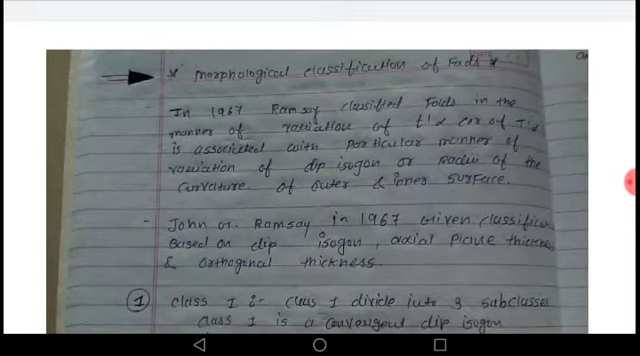 * morphological classification of Folds *
In 1967 Ramsay classified Folds in the
manner of variation of t'α (or of T'α
is associated with particular manner of
variation of dip isogon or radii of the
curvature of outer & inner surface.
- John G. Ramsay in 1967 Given classificat
Based on dip isogon, axial plane thickness
& orthogonal thickness.
① Class I :- Class 1 divide into 3 subclasses
Class 1 is a convergent dip isogon